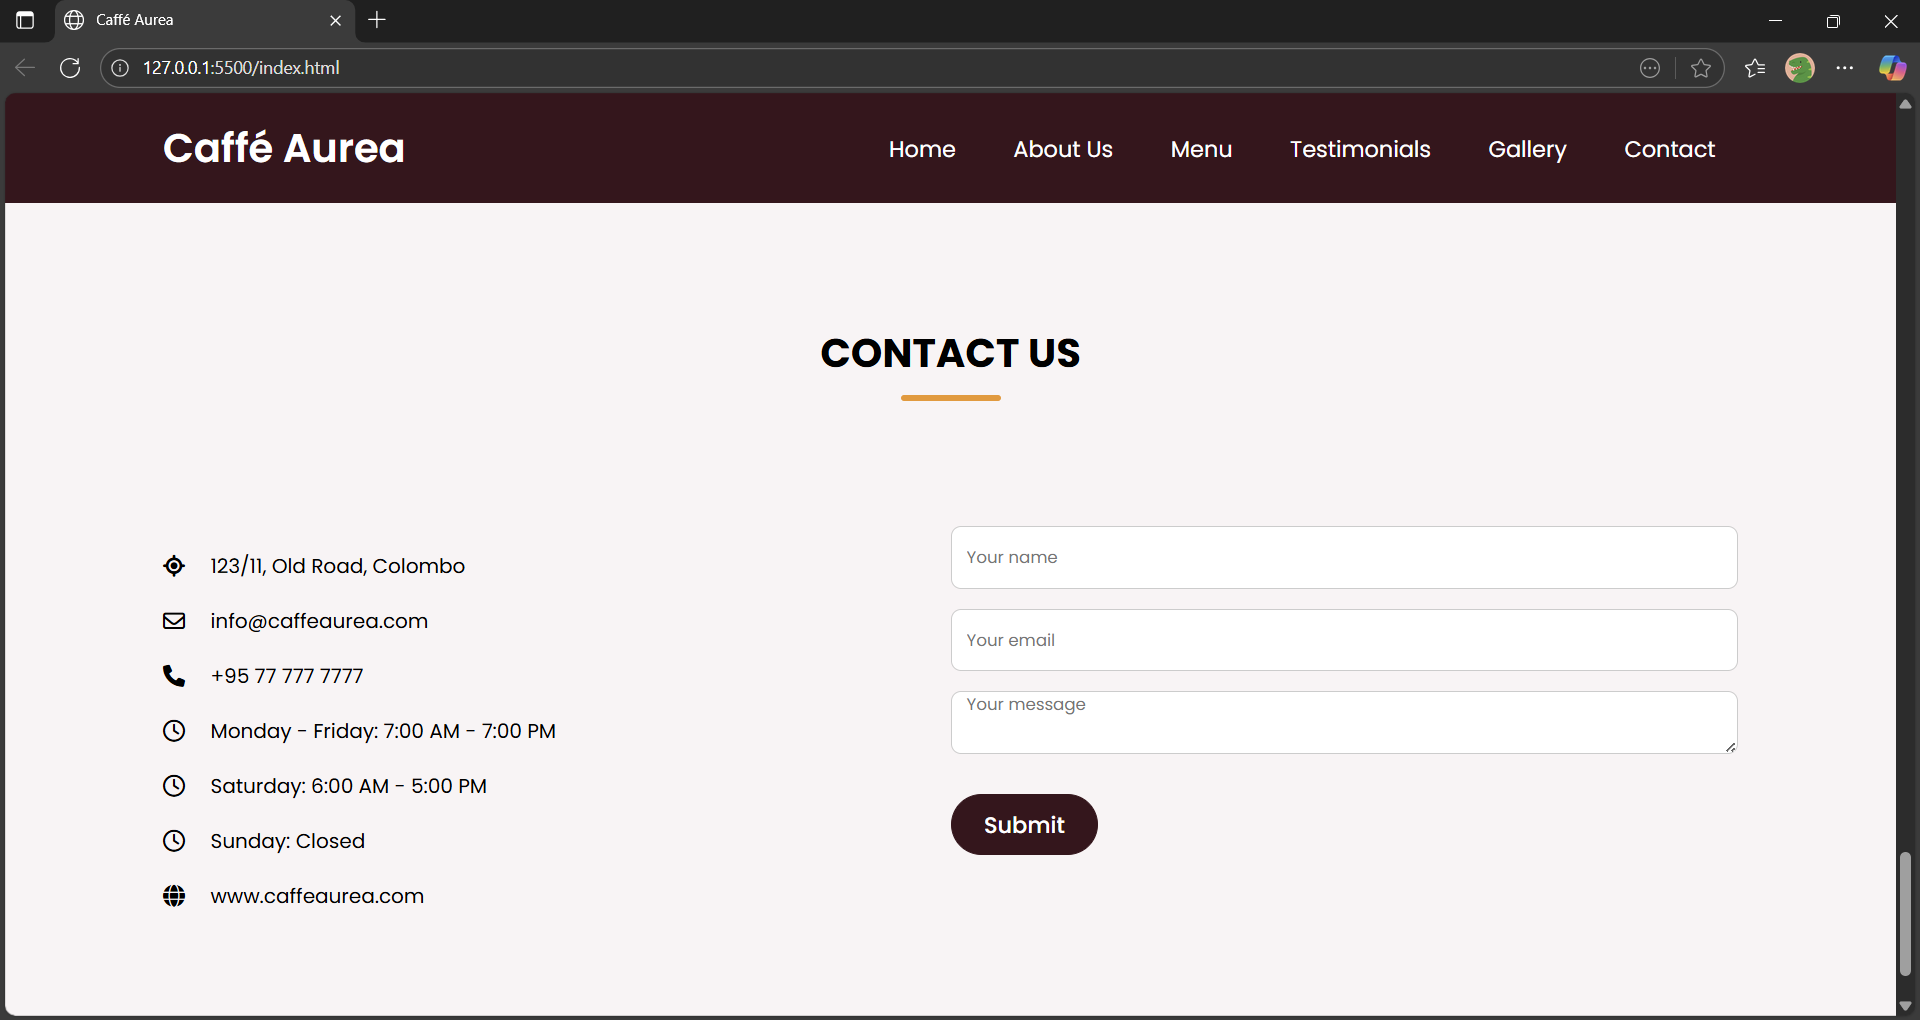 Caffé Aurea
127.0.0.1:5500/index.html
Caffé Aurea
Home
About Us
Menu
Testimonials
Gallery
Contact
CONTACT US
123/11, Old Road, Colombo
info@caffeaurea.com
+95 77 777 7777
Monday - Friday: 7:00 AM - 7:00 PM
Saturday: 6:00 AM - 5:00 PM
Sunday: Closed
www.caffeaurea.com
Your name
Your email
Your message
Submit